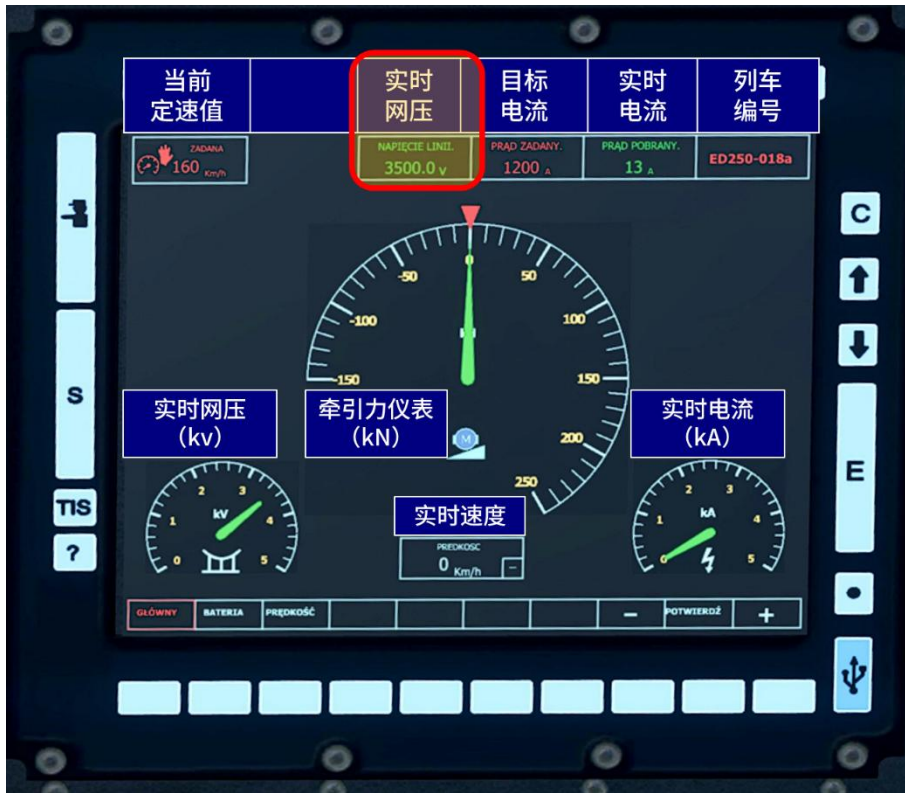 当前
定速值
实时
网压
目标
电流
实时
电流
列车
编号
ZADANA
160 Km/h
NAPIĘCIE LINII.
3500.0 V
PRĄD ZADANY.
1200 A
PRĄD POBRANY.
13 A
ED250-018a
C
S
E
TIS
?
-150
-100
-50
0
50
100
150
200
250
实时网压
（kv）
牵引力仪表
（kN）
实时电流
（kA）
M
0
1
2
3
4
5
kV
0
1
2
3
4
5
kA
实时速度
PREDKOSC
0 Km/h
−
GŁÓWNY
BATERIA
PRĘDKOŚĆ
−
POTWIERDŹ
+